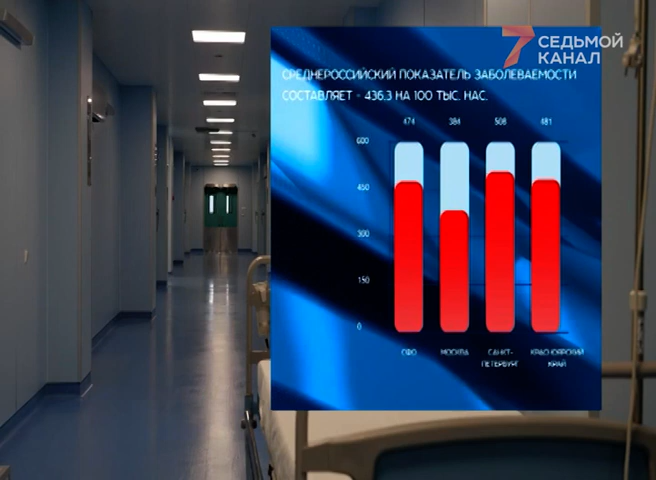 7 СЕДЬМОЙ
КАНАЛ
СРЕДНЕРОССИЙСКИЙ ПОКАЗАТЕЛЬ ЗАБОЛЕВАЕМОСТИ
СОСТАВЛЯЕТ - 436.3 НА 100 ТЫС. НАС.
474 384 508 481
600
450
300
150
0
СФО МОСКВА САНКТ- КРАСНОЯРСКИЙ
ПЕТЕРБУРГ КРАЙ